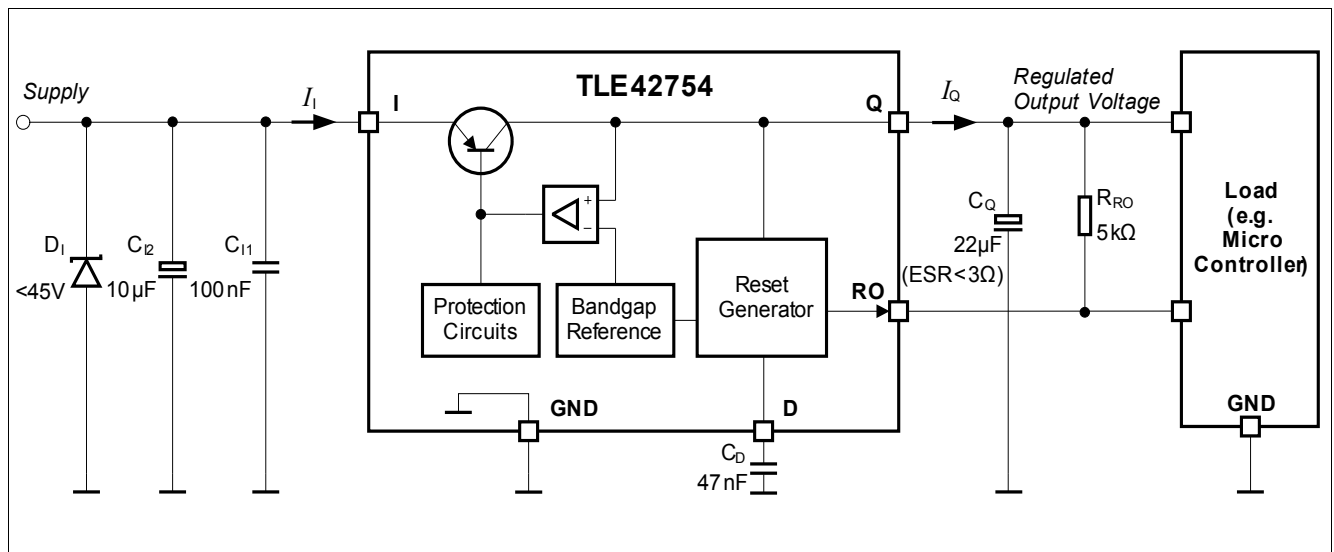 TLE42754
Supply
I_I
I
Q
I_Q
Regulated
Output Voltage
D_I
<45V
C_I2
10µF
C_I1
100nF
+
−
Protection
Circuits
Bandgap
Reference
Reset
Generator
RO
C_Q
22µF
(ESR<3Ω)
R_RO
5kΩ
Load
(e.g.
Micro
Controller)
GND
D
GND
C_D
47nF